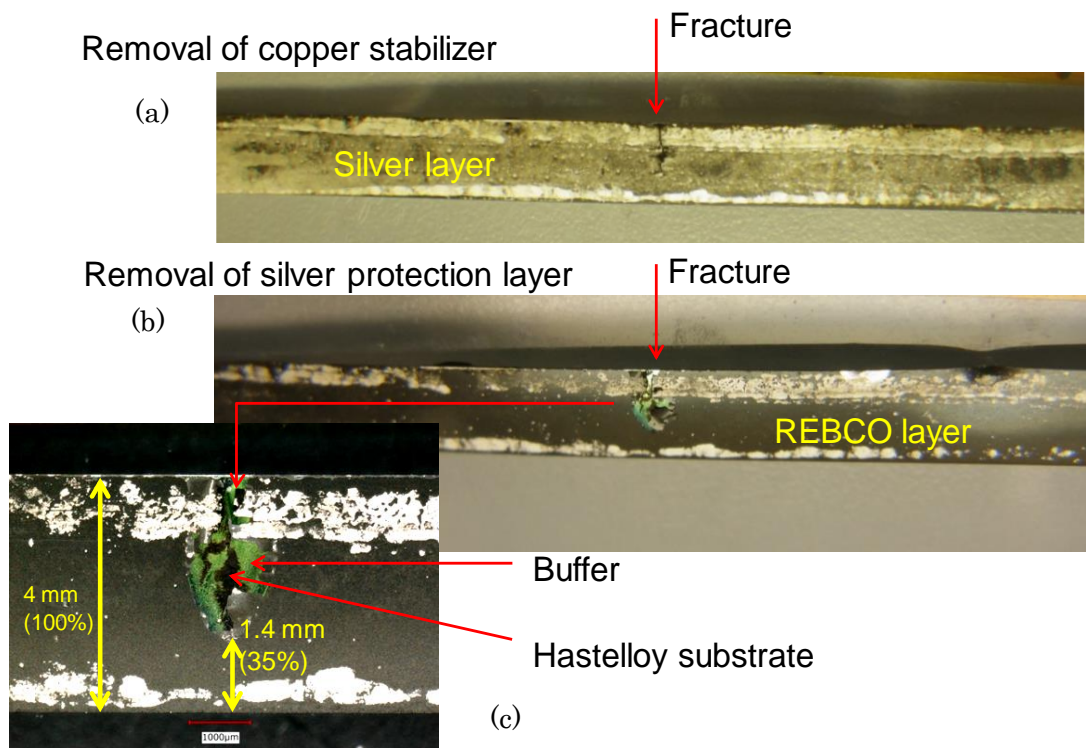 Removal of copper stabilizer
Fracture
(a)
Silver layer
Removal of silver protection layer
Fracture
(b)
REBCO layer
4 mm
(100%)
1.4 mm
(35%)
1000µm
Buffer
Hastelloy substrate
(c)